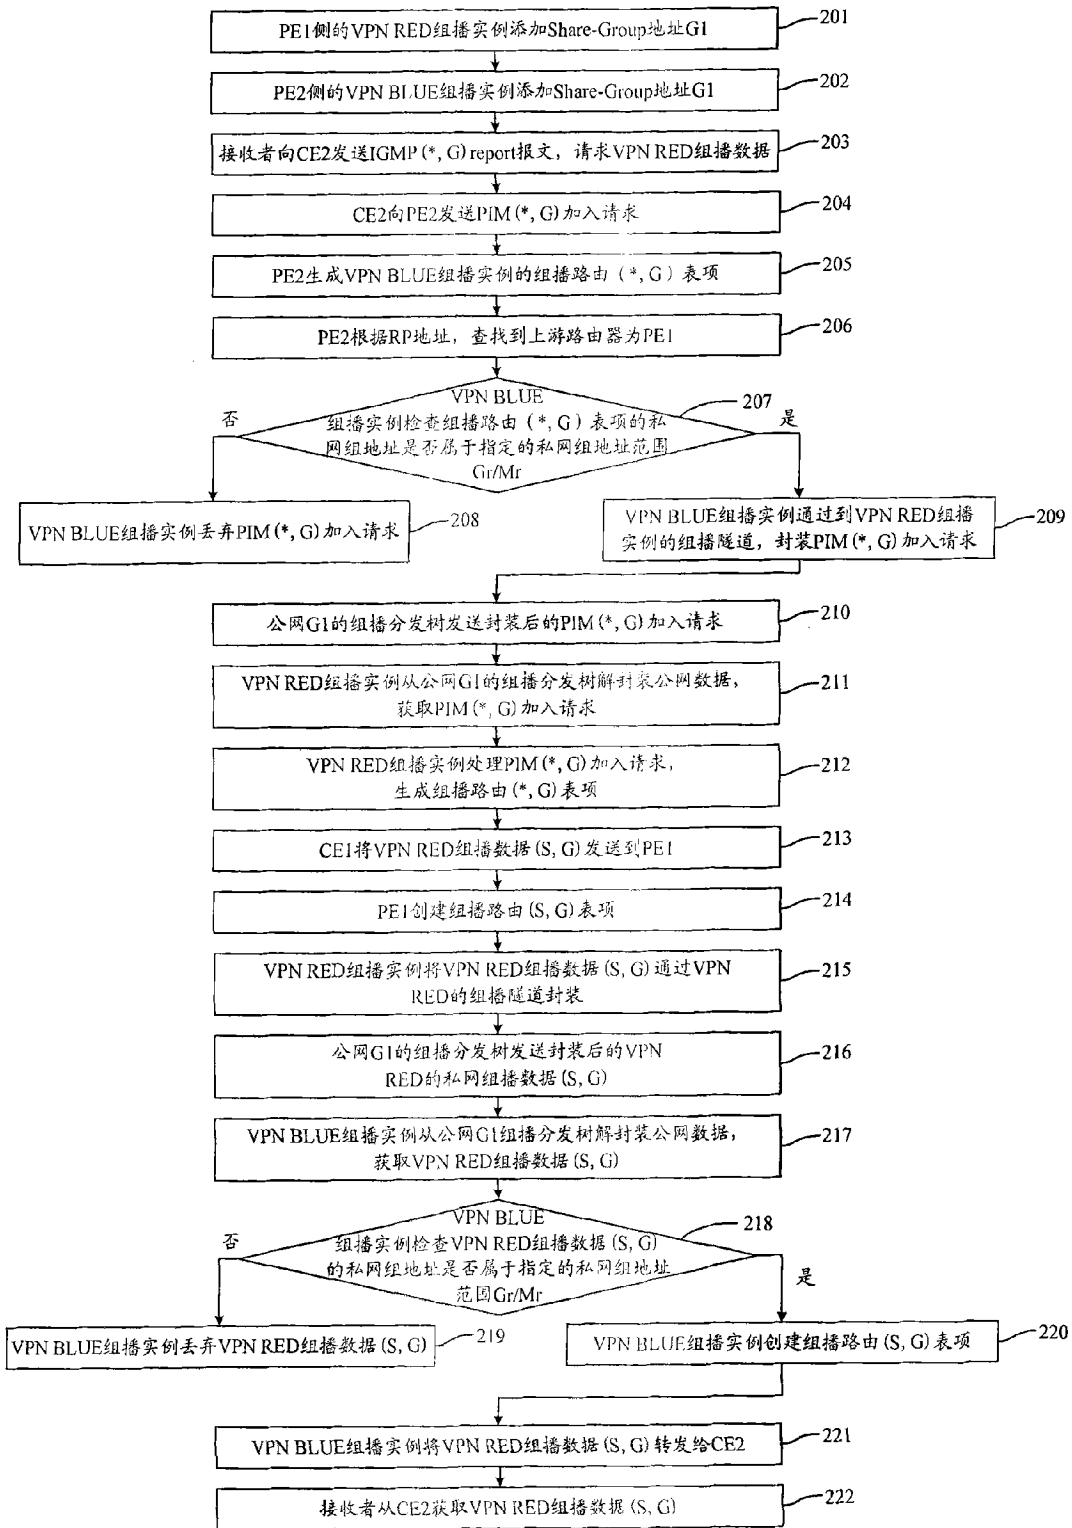 PE1侧的VPN RED组播实例添加Share-Group地址G1
201
PE2侧的VPN BLUE组播实例添加Share-Group地址G1
202
接收者向CE2发送IGMP (*, G) report报文，请求VPN RED组播数据
203
CE2向PE2发送PIM (*, G) 加入请求
204
PE2生成VPN BLUE组播实例的组播路由（*, G）表项
205
PE2根据RP地址，查找到上游路由器为PE1
206
VPN BLUE
组播实例检查组播路由（*, G）表项的私
网组地址是否属于指定的私网组地址范围
Gr/Mr
207
否
是
VPN BLUE组播实例丢弃PIM (*, G) 加入请求
208
VPN BLUE组播实例通过到VPN RED组播
实例的组播隧道，封装PIM (*, G) 加入请求
209
公网G1的组播分发树发送封装后的PIM (*, G) 加入请求
210
VPN RED组播实例从公网G1的组播分发树解封装公网数据，
获取PIM (*, G) 加入请求
211
VPN RED组播实例处理PIM (*, G) 加入请求，
生成组播路由 (*, G) 表项
212
CE1将VPN RED组播数据 (S, G) 发送到PE1
213
PE1创建组播路由 (S, G) 表项
214
VPN RED组播实例将VPN RED组播数据 (S, G) 通过VPN
RED的组播隧道封装
215
公网G1的组播分发树发送封装后的VPN
RED的私网组播数据 (S, G)
216
VPN BLUE组播实例从公网G1组播分发树解封装公网数据，
获取VPN RED组播数据 (S, G)
217
VPN BLUE
组播实例检查VPN RED组播数据 (S, G)
的私网组地址是否属于指定的私网组地址
范围Gr/Mr
218
否
是
VPN BLUE组播实例丢弃VPN RED组播数据 (S, G)
219
VPN BLUE组播实例创建组播路由 (S, G) 表项
220
VPN BLUE组播实例将VPN RED组播数据 (S, G) 转发给CE2
221
接收者从CE2获取VPN RED组播数据 (S, G)
222